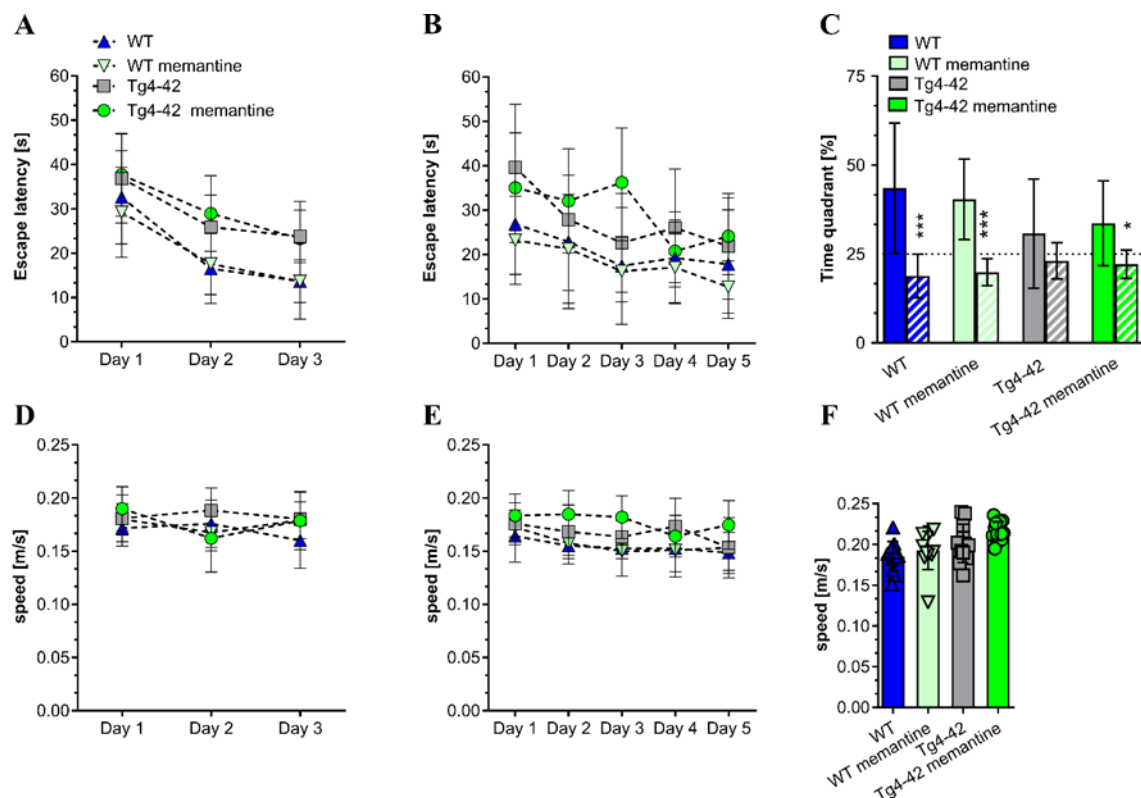 A
WT
WT memantine
Tg4-42
Tg4-42 memantine
Escape latency [s]
60
50
40
30
20
10
0
Day 1 Day 2 Day 3
B
Escape latency [s]
60
50
40
30
20
10
0
Day 1 Day 2 Day 3 Day 4 Day 5
C
WT
WT memantine
Tg4-42
Tg4-42 memantine
Time quadrant [%]
75
50
25
0
***
***
*
WT
WT memantine
Tg4-42
Tg4-42 memantine
D
speed [m/s]
0.25
0.20
0.15
0.10
0.05
0.00
Day 1 Day 2 Day 3
E
speed [m/s]
0.25
0.20
0.15
0.10
0.05
0.00
Day 1 Day 2 Day 3 Day 4 Day 5
F
speed [m/s]
0.25
0.20
0.15
0.10
0.05
0.00
WT
WT memantine
Tg4-42
Tg4-42 memantine